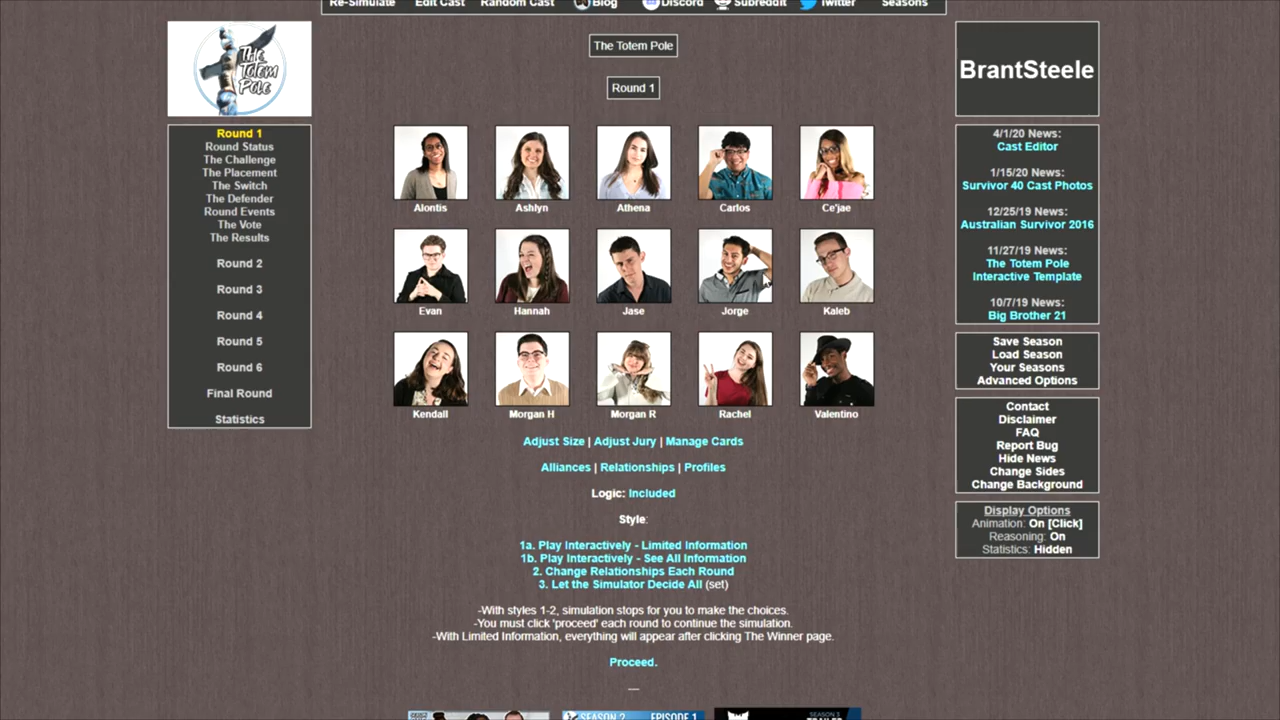 Re-Simulate Edit Cast Random Cast Blog Discord Subreddit Twitter Seasons
THE TOTEM POLE
Round 1
Round Status
The Challenge
The Placement
The Switch
The Defender
Round Events
The Vote
The Results
Round 2
Round 3
Round 4
Round 5
Round 6
Final Round
Statistics
The Totem Pole
Round 1
Alontis Ashlyn Athena Carlos Ce'jae
Evan Hannah Jase Jorge Kaleb
Kendall Morgan H Morgan R Rachel Valentino
Adjust Size | Adjust Jury | Manage Cards
Alliances | Relationships | Profiles
Logic: Included
Style:
1a. Play Interactively - Limited Information
1b. Play Interactively - See All Information
2. Change Relationships Each Round
3. Let the Simulator Decide All (set)
-With styles 1-2, simulation stops for you to make the choices.
-You must click 'proceed' each round to continue the simulation.
-With Limited Information, everything will appear after clicking The Winner page.
Proceed.
SEASON 2 EPISODE 1
SEASON 3
BrantSteele
4/1/20 News:
Cast Editor
1/15/20 News:
Survivor 40 Cast Photos
12/25/19 News:
Australian Survivor 2016
11/27/19 News:
The Totem Pole
Interactive Template
10/7/19 News:
Big Brother 21
Save Season
Load Season
Your Seasons
Advanced Options
Contact
Disclaimer
FAQ
Report Bug
Hide News
Change Sides
Change Background
Display Options
Animation: On [Click]
Reasoning: On
Statistics: Hidden